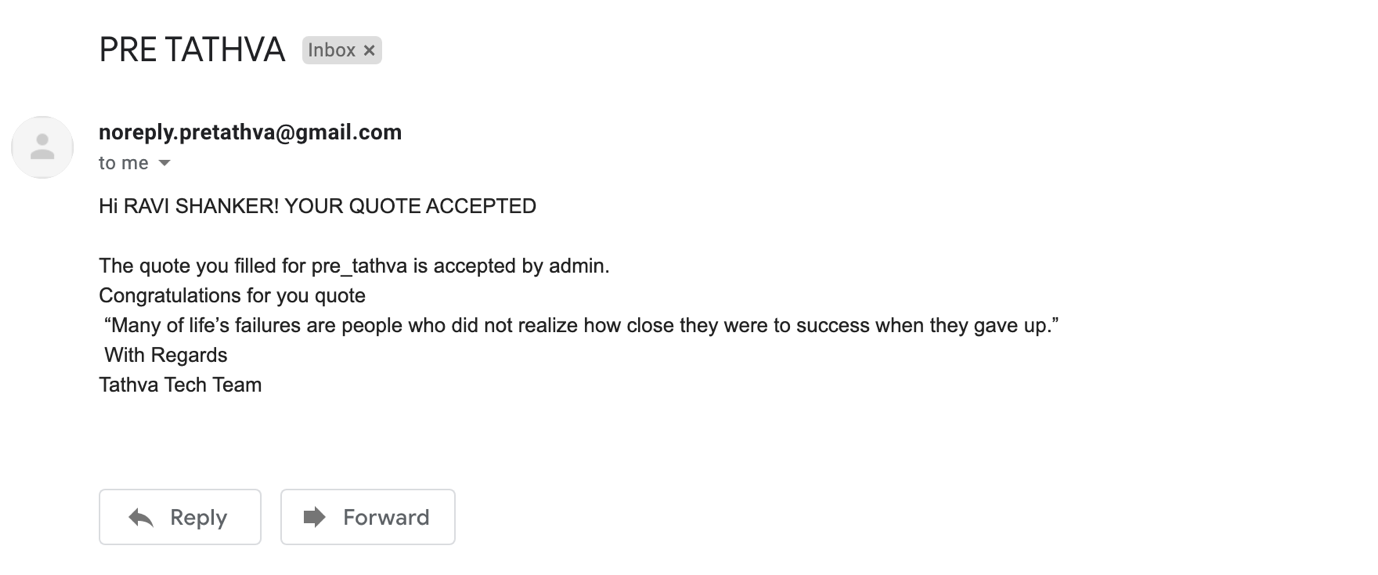 PRE TATHVA Inbox ×
noreply.pretathva@gmail.com
to me
Hi RAVI SHANKER! YOUR QUOTE ACCEPTED
The quote you filled for pre_tathva is accepted by admin.
Congratulations for you quote
“Many of life’s failures are people who did not realize how close they were to success when they gave up.”
With Regards
Tathva Tech Team
Reply Forward